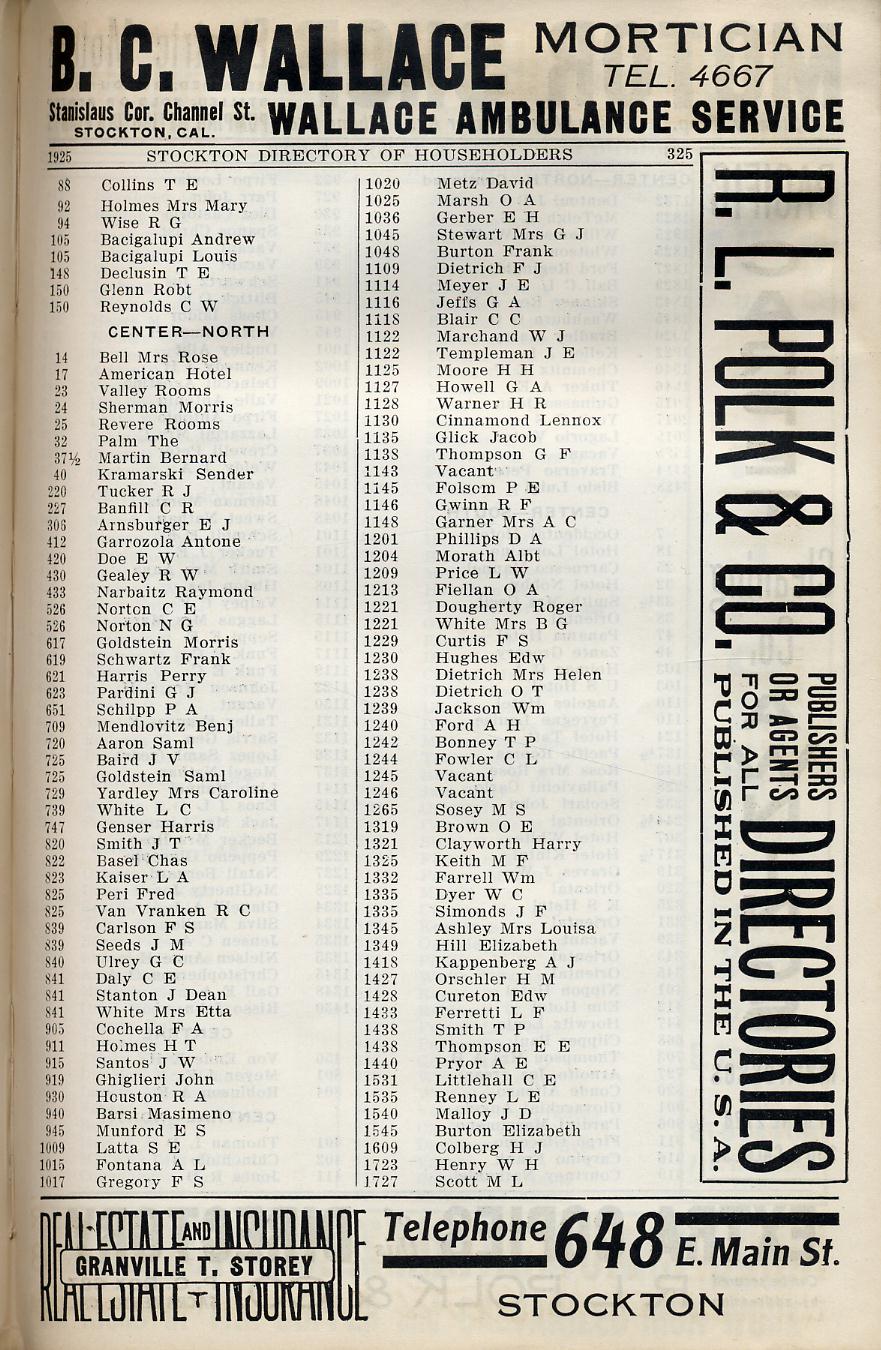 B. C. WALLACE MORTICIAN
TEL. 4667
Stanislaus Cor. Channel St. WALLACE AMBULANCE SERVICE
STOCKTON, CAL.
1925 STOCKTON DIRECTORY OF HOUSEHOLDERS 325
88 Collins T E
92 Holmes Mrs Mary
94 Wise R G
105 Bacigalupi Andrew
105 Bacigalupi Louis
148 Declusin T E
150 Glenn Robt
150 Reynolds C W
CENTER—NORTH
14 Bell Mrs Rose
17 American Hotel
23 Valley Rooms
24 Sherman Morris
25 Revere Rooms
32 Palm The
37½ Martin Bernard
40 Kramarski Sender
220 Tucker R J
227 Banfill C R
306 Arnsburger E J
412 Garrozola Antone
420 Doe E W
430 Gealey R W
433 Narbaitz Raymond
526 Norton C E
526 Norton N G
617 Goldstein Morris
619 Schwartz Frank
621 Harris Perry
623 Pardini G J
651 Schilpp P A
709 Mendlovitz Benj
720 Aaron Saml
725 Baird J V
725 Goldstein Saml
729 Yardley Mrs Caroline
739 White L C
747 Genser Harris
820 Smith J T
822 Basel Chas
823 Kaiser L A
825 Peri Fred
825 Van Vranken R C
839 Carlson F S
839 Seeds J M
840 Ulrey G C
841 Daly C E
841 Stanton J Dean
841 White Mrs Etta
905 Cochella F A
911 Holmes H T
915 Santos J W
919 Ghiglieri John
930 Houston R A
940 Barsi Masimeno
945 Munford E S
1009 Latta S E
1015 Fontana A L
1017 Gregory F S
1020 Metz David
1025 Marsh O A
1036 Gerber E H
1045 Stewart Mrs G J
1048 Burton Frank
1109 Dietrich F J
1114 Meyer J E
1116 Jeffs G A
1118 Blair C C
1122 Marchand W J
1122 Templeman J E
1125 Moore H H
1127 Howell G A
1128 Warner H R
1130 Cinnamond Lennox
1135 Glick Jacob
1138 Thompson G F
1143 Vacant
1145 Folsom P E
1146 Gwinn R F
1148 Garner Mrs A C
1201 Phillips D A
1204 Morath Albt
1209 Price L W
1213 Fiellan O A
1221 Dougherty Roger
1221 White Mrs B G
1229 Curtis F S
1230 Hughes Edw
1238 Dietrich Mrs Helen
1238 Dietrich O T
1239 Jackson Wm
1240 Ford A H
1242 Bonney T P
1244 Fowler C L
1245 Vacant
1246 Vacant
1265 Sosey M S
1319 Brown O E
1321 Clayworth Harry
1325 Keith M F
1332 Farrell Wm
1335 Dyer W C
1335 Simonds J F
1345 Ashley Mrs Louisa
1349 Hill Elizabeth
1418 Kappenberg A J
1427 Orschler H M
1428 Cureton Edw
1433 Ferretti L F
1438 Smith T P
1438 Thompson E E
1440 Pryor A E
1531 Littlehall C E
1535 Renney L E
1540 Malloy J D
1545 Burton Elizabeth
1609 Colberg H J
1723 Henry W H
1727 Scott M L
R. L. POLK & CO.
PUBLISHERS
OR AGENTS
FOR ALL
DIRECTORIES
PUBLISHED IN THE U. S. A.
REAL ESTATE AND INSURANCE
GRANVILLE T. STOREY
REAL ESTATE INSURANCE
Telephone 648 E. Main St.
STOCKTON